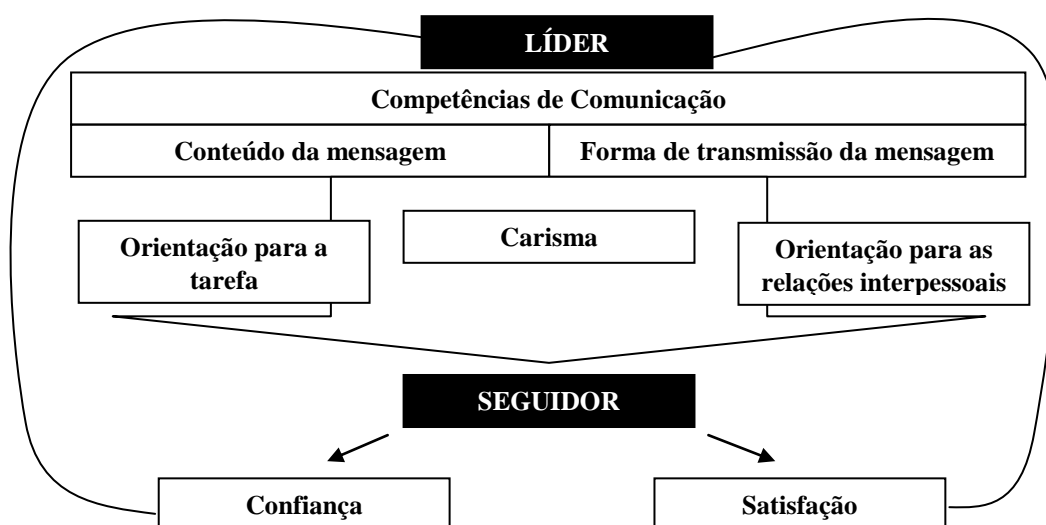 LÍDER
Competências de Comunicação
Conteúdo da mensagem
Forma de transmissão da mensagem
Orientação para a
tarefa
Carisma
Orientação para as
relações interpessoais
SEGUIDOR
Confiança
Satisfação